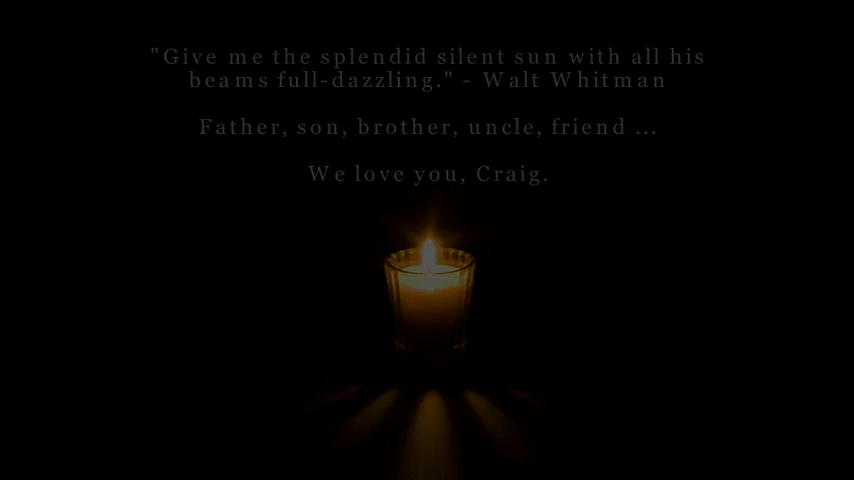 "Give me the splendid silent sun with all his
beams full-dazzling." - Walt Whitman
Father, son, brother, uncle, friend ...
We love you, Craig.